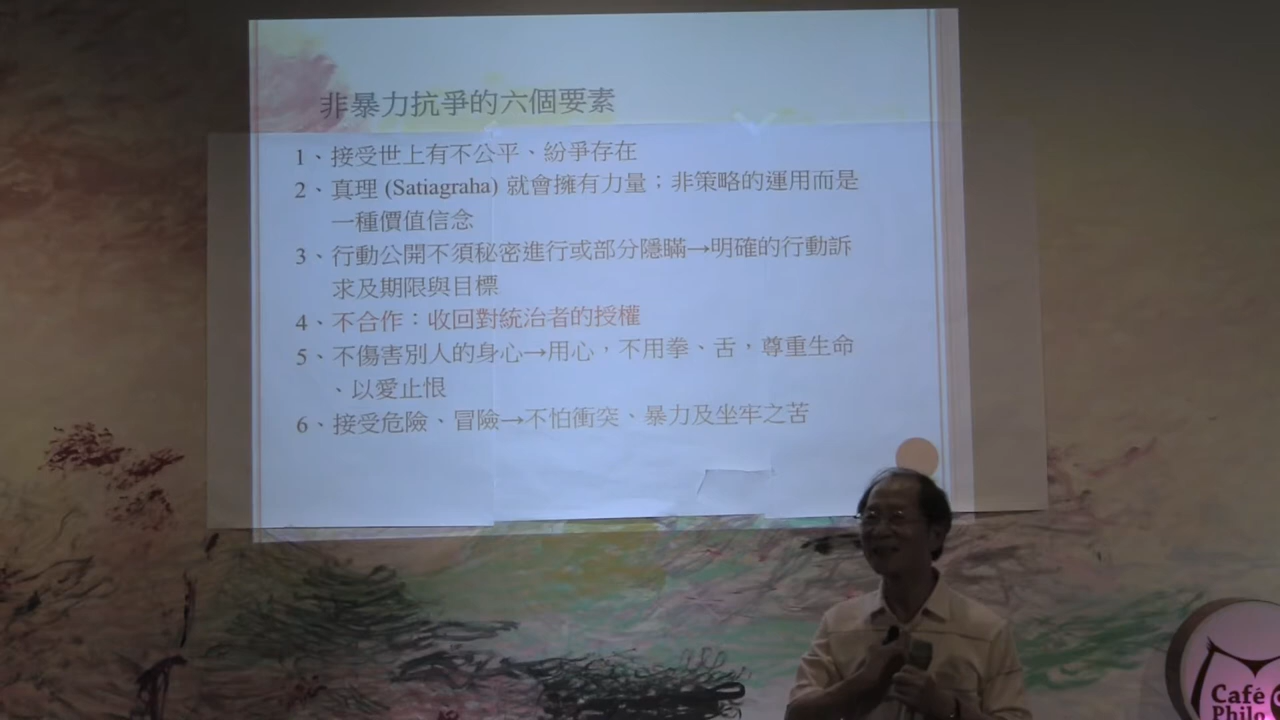 非暴力抗爭的六個要素
1、接受世上有不公平、紛爭存在
2、真理 (Satiagraha) 就會擁有力量；非策略的運用而是
一種價值信念
3、行動公開不須秘密進行或部分隱瞞→明確的行動訴
求及期限與目標
4、不合作：收回對統治者的授權
5、不傷害別人的身心→用心，不用拳、舌，尊重生命
、以愛止恨
6、接受危險、冒險→不怕衝突、暴力及坐牢之苦
Café
Philo